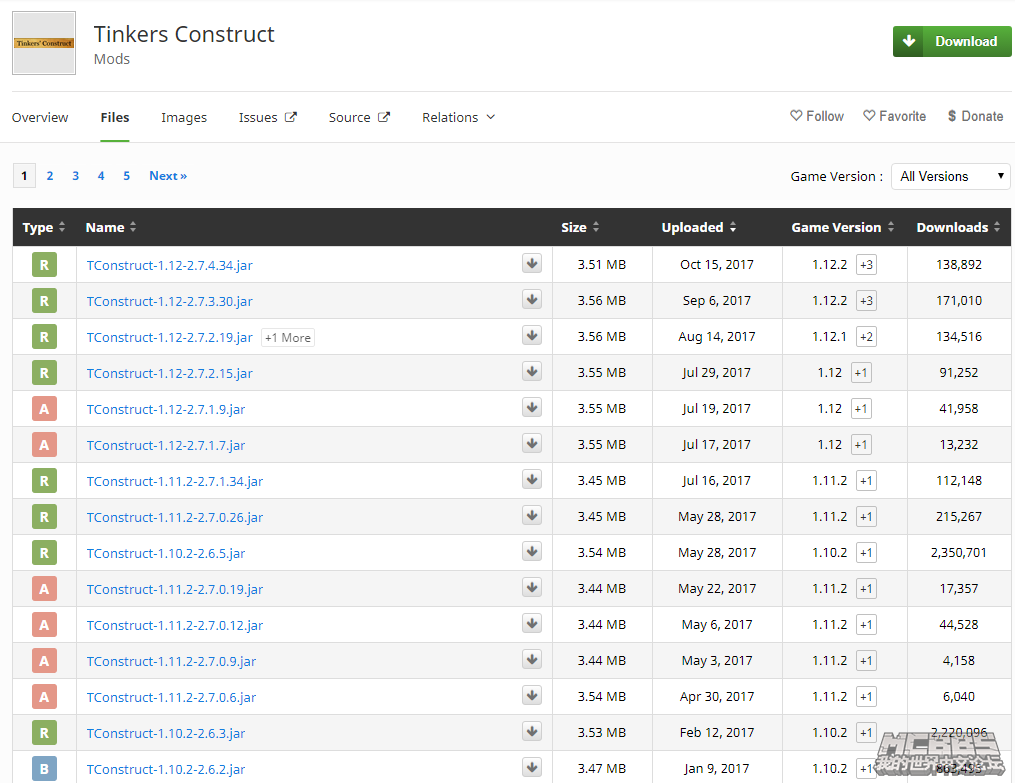 Tinkers' Construct
Tinkers Construct
Mods
Download
Overview Files Images Issues Source Relations Follow Favorite $ Donate
1 2 3 4 5 Next » Game Version : All Versions
Type Name Size Uploaded Game Version Downloads
R TConstruct-1.12-2.7.4.34.jar 3.51 MB Oct 15, 2017 1.12.2 +3 138,892
R TConstruct-1.12-2.7.3.30.jar 3.56 MB Sep 6, 2017 1.12.2 +3 171,010
R TConstruct-1.12-2.7.2.19.jar +1 More 3.56 MB Aug 14, 2017 1.12.1 +2 134,516
R TConstruct-1.12-2.7.2.15.jar 3.55 MB Jul 29, 2017 1.12 +1 91,252
A TConstruct-1.12-2.7.1.9.jar 3.55 MB Jul 19, 2017 1.12 +1 41,958
A TConstruct-1.12-2.7.1.7.jar 3.55 MB Jul 17, 2017 1.12 +1 13,232
R TConstruct-1.11.2-2.7.1.34.jar 3.45 MB Jul 16, 2017 1.11.2 +1 112,148
R TConstruct-1.11.2-2.7.0.26.jar 3.45 MB May 28, 2017 1.11.2 +1 215,267
R TConstruct-1.10.2-2.6.5.jar 3.54 MB May 28, 2017 1.10.2 +1 2,350,701
A TConstruct-1.11.2-2.7.0.19.jar 3.44 MB May 22, 2017 1.11.2 +1 17,357
A TConstruct-1.11.2-2.7.0.12.jar 3.44 MB May 6, 2017 1.11.2 +1 44,528
A TConstruct-1.11.2-2.7.0.9.jar 3.44 MB May 3, 2017 1.11.2 +1 4,158
A TConstruct-1.11.2-2.7.0.6.jar 3.54 MB Apr 30, 2017 1.11.2 +1 6,040
R TConstruct-1.10.2-2.6.3.jar 3.53 MB Feb 12, 2017 1.10.2 +1 2,220,096
B TConstruct-1.10.2-2.6.2.jar 3.47 MB Jan 9, 2017 1.10.2 +1 863,495
MCBBS
我的世界中文论坛